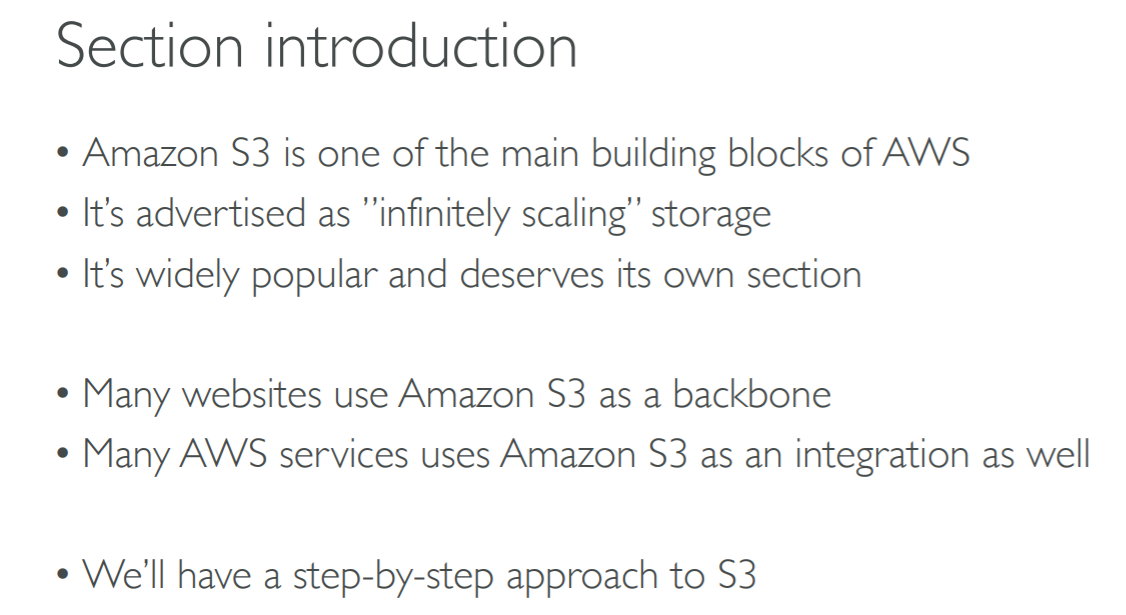 Section introduction
• Amazon S3 is one of the main building blocks of AWS
• It’s advertised as ”infinitely scaling” storage
• It’s widely popular and deserves its own section
• Many websites use Amazon S3 as a backbone
• Many AWS services uses Amazon S3 as an integration as well
• We’ll have a step-by-step approach to S3